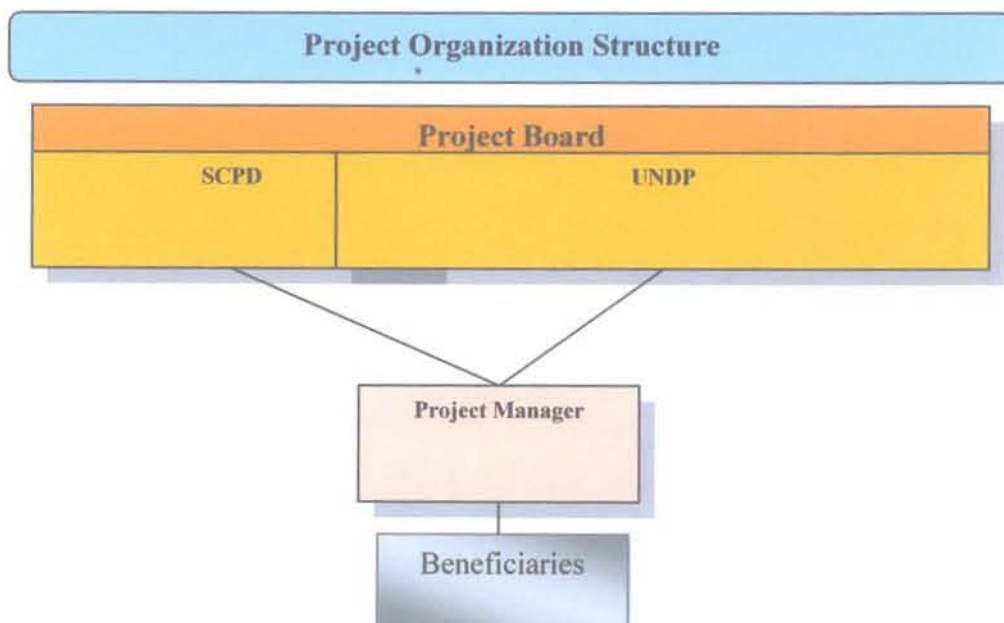 Project Organization Structure
Project Board
SCPD
UNDP
Project Manager
Beneficiaries